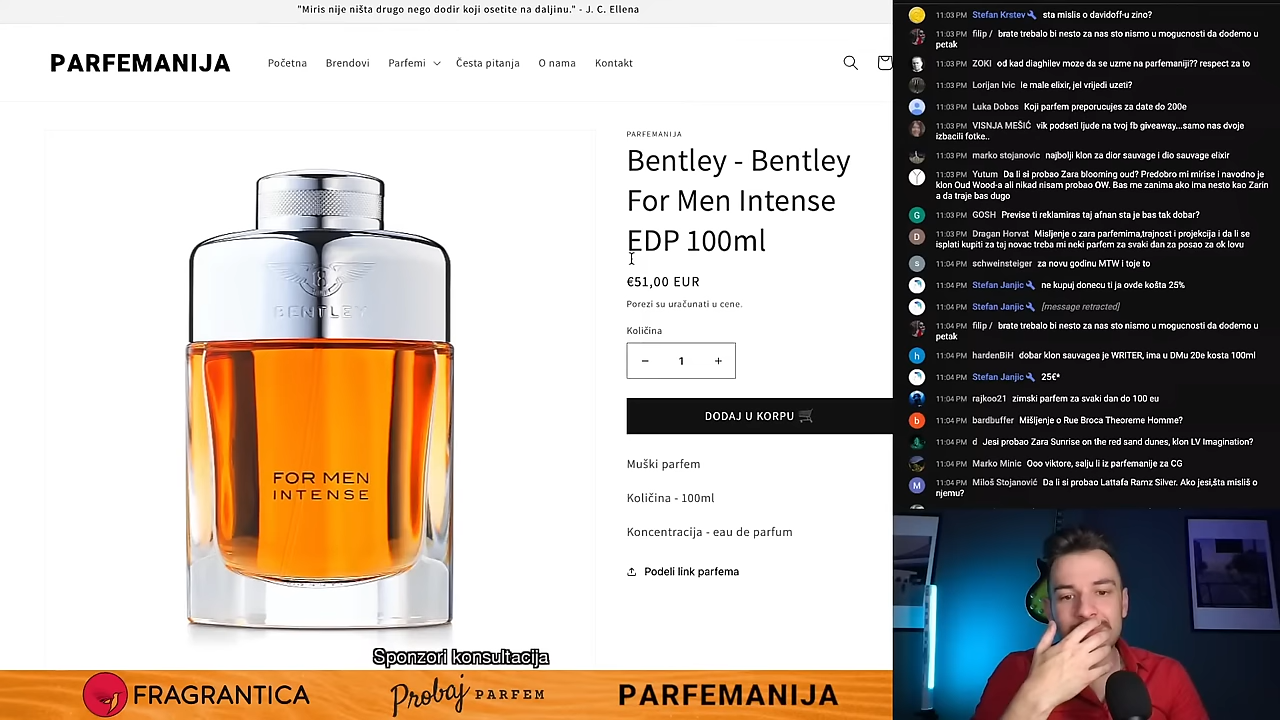 "Miris nije ništa drugo nego dodir koji osetite na daljinu." - J. C. Ellena
PARFEMANIJA
Početna
Brendovi
Parfemi
Česta pitanja
O nama
Kontakt
PARFEMANIJA
Bentley - Bentley
For Men Intense
EDP 100ml
€51,00 EUR
Porezi su uračunati u cene.
Količina
− 1 +
DODAJ U KORPU
Muški parfem
Količina - 100ml
Koncentracija - eau de parfum
Podeli link parfema
BENTLEY
FOR MEN
INTENSE
Sponzori konsultacija
FRAGRANTICA
Probaj PARFEM
PARFEMANIJA
11:03 PM Stefan Krstev sta mislis o davidoff-u zino?
11:03 PM filip / brate trebalo bi nesto za nas sto nismo u mogucnosti da dodemo u
petak
11:03 PM ZOKI od kad diaghilev moze da se uzme na parfemaniji?? respect za to
11:03 PM Lorijan Ivic le male elixir, jel vrijedi uzeti?
11:03 PM Luka Dobos Koji parfem preporucujes za date do 200e
11:03 PM VISNJA MEŠIĆ vik podseti ljude na tvoj fb giveaway...samo nas dvoje
izbacili fotke..
11:03 PM marko stojanovic najbolji klon za dior sauvage i dio sauvage elixir
11:03 PM Yutum Da li si probao Zara blooming oud? Predobro mi mirise i navodno je
klon Oud Wood-a ali nikad nisam probao OW. Bas me zanima ako ima nesto kao Zarin
a da traje bas dugo
11:03 PM GOSH Previse ti reklamiras taj afnan sta je bas tak dobar?
11:03 PM Dragan Horvat Misljenje o zara parfemima,trajnost i projekcija i da li se
isplati kupiti za taj novac treba mi neki parfem za svaki dan za posao za ok lovu
11:03 PM schweinsteiger za novu godinu MTW i toje to
11:04 PM Stefan Janjic ne kupuj donecu ti ja ovde košta 25%
11:04 PM Stefan Janjic [message retracted]
11:04 PM filip / brate trebalo bi nesto za nas sto nismo u mogucnosti da dodemo u
petak
11:04 PM hardenBiH dobar klon sauvagea je WRITER, ima u DMu 20e kosta 100ml
11:04 PM Stefan Janjic 25€*
11:04 PM rajkoo21 zimski parfem za svaki dan do 100 eu
11:04 PM bardbuffer Mišljenje o Rue Broca Theoreme Homme?
11:04 PM d Jesi probao Zara Sunrise on the red sand dunes, klon LV Imagination?
11:04 PM Marko Minic Ooo viktore, salju li iz parfemanije za CG
11:04 PM Miloš Stojanović Da li si probao Lattafa Ramz Silver. Ako jesi,šta misliš o
njemu?